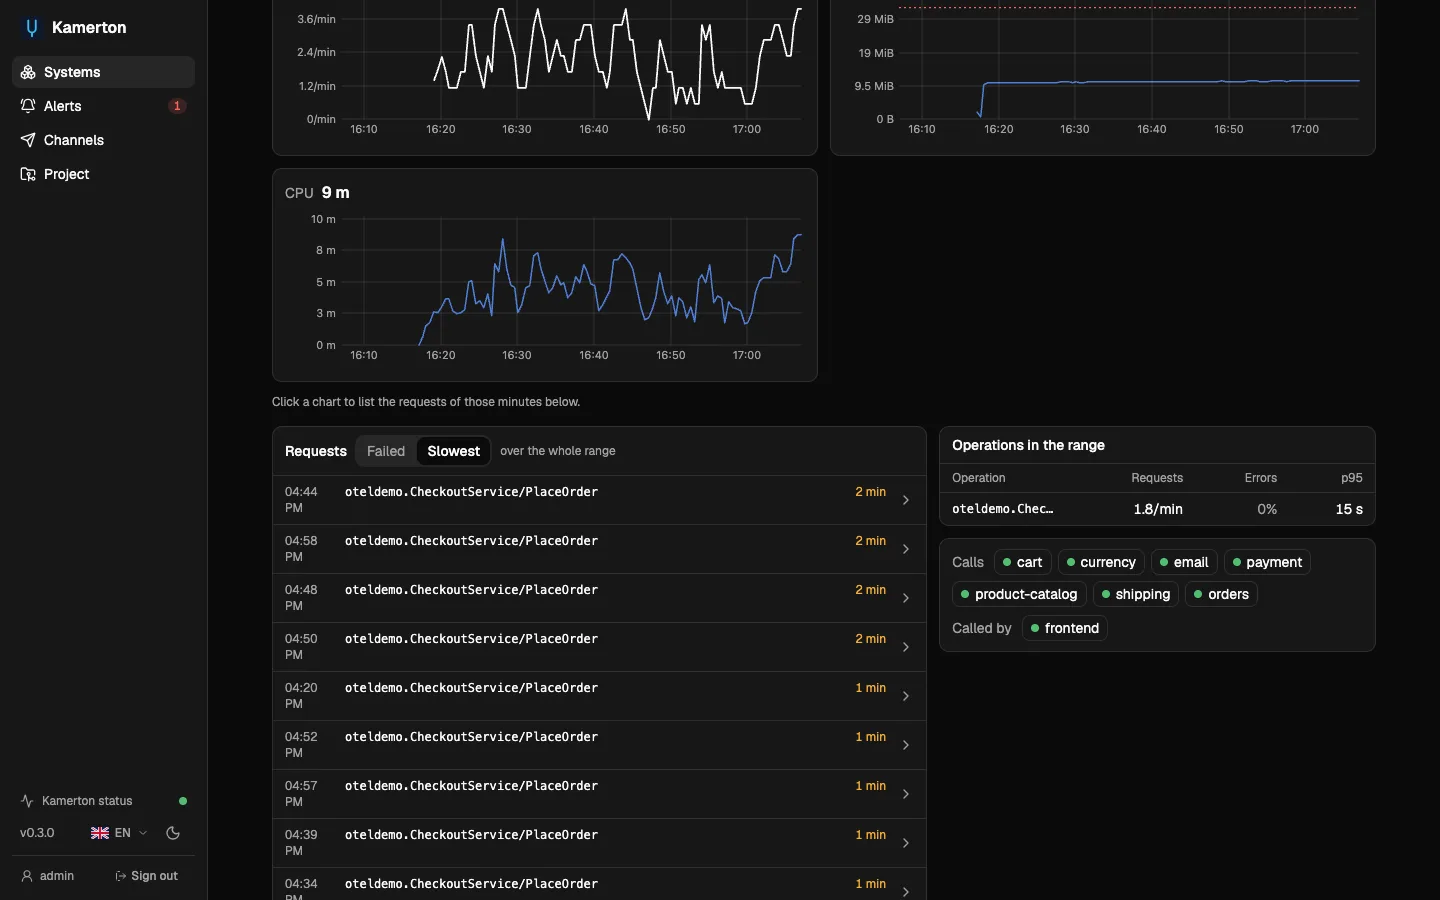 Kamerton
Systems
Alerts 1
Channels
Project
3.6/min
2.4/min
1.2/min
0/min
16:10 16:20 16:30 16:40 16:50 17:00
29 MiB
19 MiB
9.5 MiB
0 B
16:10 16:20 16:30 16:40 16:50 17:00
CPU 9 m
10 m
8 m
5 m
3 m
0 m
16:10 16:20 16:30 16:40 16:50 17:00
Click a chart to list the requests of those minutes below.
Requests Failed Slowest over the whole range
04:44 PM oteldemo.CheckoutService/PlaceOrder 2 min
04:58 PM oteldemo.CheckoutService/PlaceOrder 2 min
04:48 PM oteldemo.CheckoutService/PlaceOrder 2 min
04:50 PM oteldemo.CheckoutService/PlaceOrder 2 min
04:20 PM oteldemo.CheckoutService/PlaceOrder 1 min
04:52 PM oteldemo.CheckoutService/PlaceOrder 1 min
04:57 PM oteldemo.CheckoutService/PlaceOrder 1 min
04:39 PM oteldemo.CheckoutService/PlaceOrder 1 min
04:34 PM oteldemo.CheckoutService/PlaceOrder 1 min
Operations in the range
Operation Requests Errors p95
oteldemo.Chec… 1.8/min 0% 15 s
Calls cart currency email payment
product-catalog shipping orders
Called by frontend
Kamerton status
v0.3.0 EN
admin Sign out